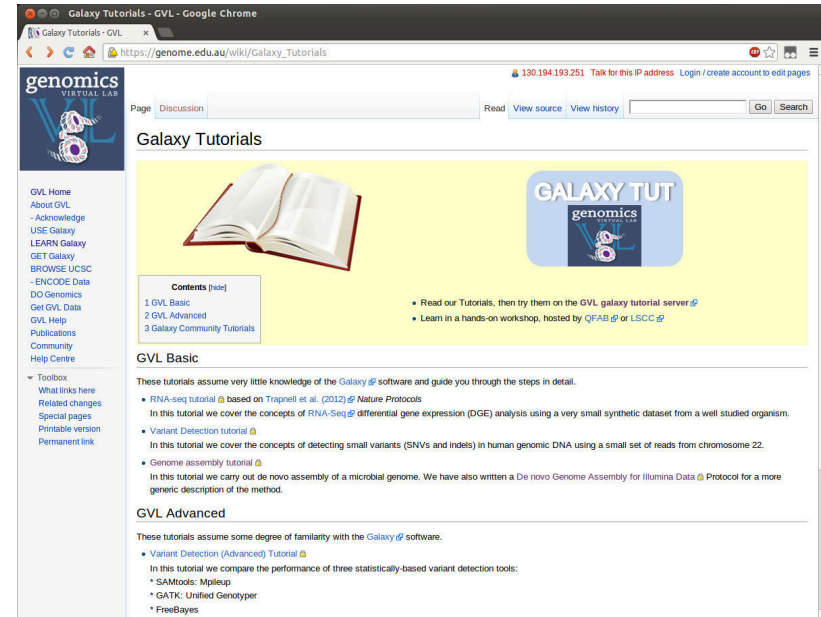 Galaxy Tutorials - GVL - Google Chrome
Galaxy Tutorials - GVL ×
https://genome.edu.au/wiki/Galaxy_Tutorials
ABP
130.194.193.251 Talk for this IP address Login / create account to edit pages
genomics
VIRTUAL LAB
Page Discussion Read View source View history Go Search
Galaxy Tutorials
GALAXY TUT
genomics
VIRTUAL LAB
GVL Home
About GVL
- Acknowledge
USE Galaxy
LEARN Galaxy
GET Galaxy
BROWSE UCSC
- ENCODE Data
DO Genomics
Get GVL Data
GVL Help
Publications
Community
Help Centre
Toolbox
What links here
Related changes
Special pages
Printable version
Permanent link
Contents [hide]
1 GVL Basic
2 GVL Advanced
3 Galaxy Community Tutorials
• Read our Tutorials, then try them on the GVL galaxy tutorial server
• Learn in a hands-on workshop, hosted by QFAB or LSCC
GVL Basic
These tutorials assume very little knowledge of the Galaxy software and guide you through the steps in detail.
• RNA-seq tutorial based on Trapnell et al. (2012) Nature Protocols
In this tutorial we cover the concepts of RNA-Seq differential gene expression (DGE) analysis using a very small synthetic dataset from a well studied organism.
• Variant Detection tutorial
In this tutorial we cover the concepts of detecting small variants (SNVs and indels) in human genomic DNA using a small set of reads from chromosome 22.
• Genome assembly tutorial
In this tutorial we carry out de novo assembly of a microbial genome. We have also written a De novo Genome Assembly for Illumina Data Protocol for a more
generic description of the method.
GVL Advanced
These tutorials assume some degree of familarity with the Galaxy software.
• Variant Detection (Advanced) Tutorial
In this tutorial we compare the performance of three statistically-based variant detection tools:
* SAMtools: Mpileup
* GATK: Unified Genotyper
* FreeBayes